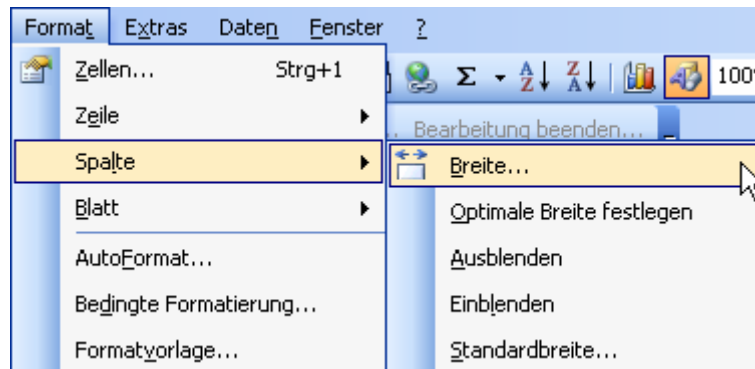 Format Extras Daten Fenster ?
Zellen... Strg+1
Σ A Z Z A 100
Zeile
.. Bearbeitung beenden...
Spalte
Breite...
Blatt
Optimale Breite festlegen
AutoFormat...
Ausblenden
Bedingte Formatierung...
Einblenden
Formatvorlage...
Standardbreite...